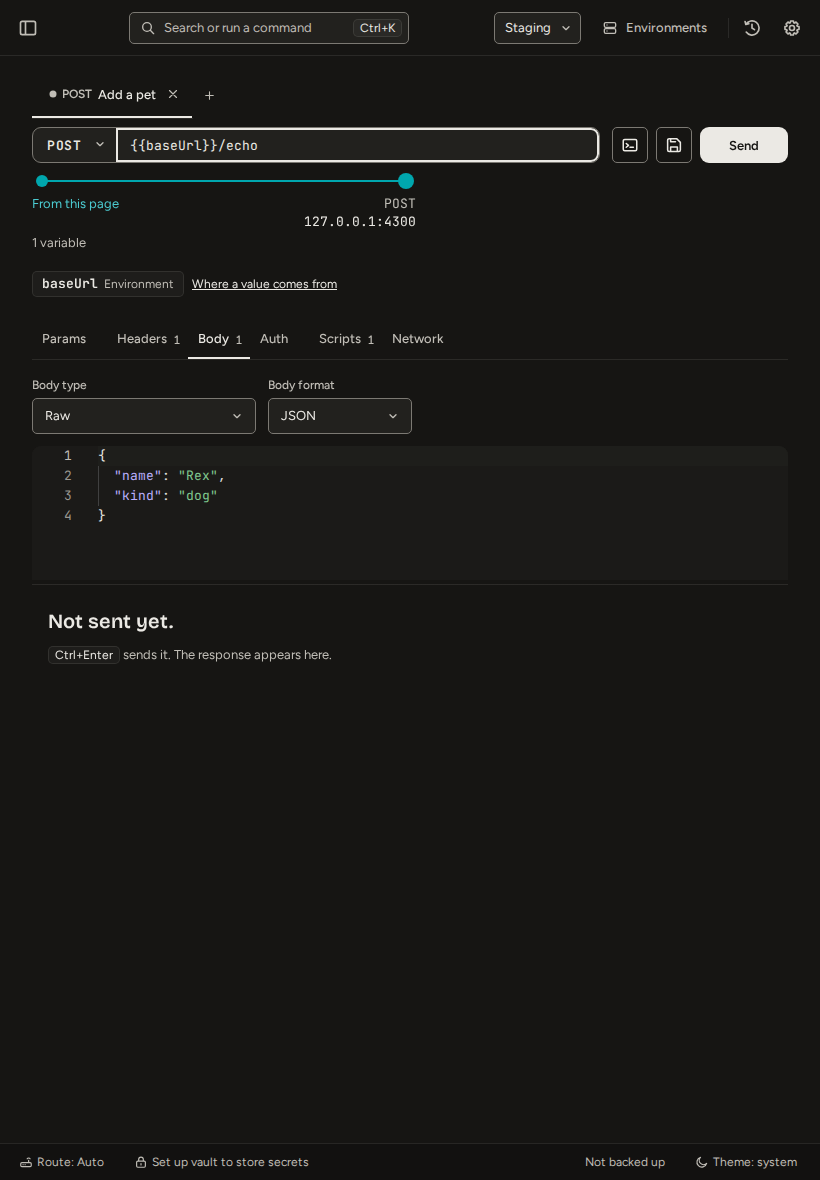 Search or run a command Ctrl+K Staging Environments
POST Add a pet
POST {{baseUrl}}/echo Send
From this page POST
127.0.0.1:4300
1 variable
baseUrl Environment Where a value comes from
Params Headers 1 Body 1 Auth Scripts 1 Network
Body type Body format
Raw JSON
1 {
2 "name": "Rex",
3 "kind": "dog"
4 }
Not sent yet.
Ctrl+Enter sends it. The response appears here.
Route: Auto Set up vault to store secrets Not backed up Theme: system